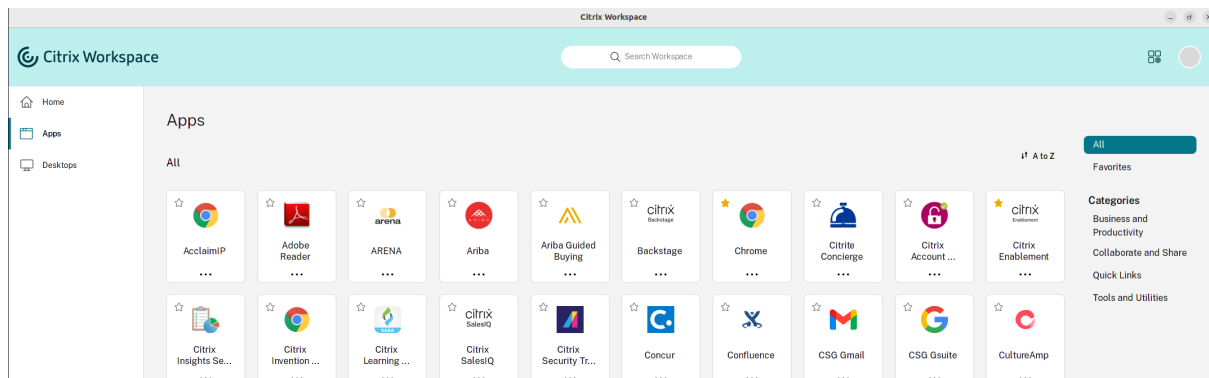 Citrix Workspace
Citrix Workspace
Search Workspace
Home
Apps
Desktops
Apps
All
A to Z
AcclaimIP
Adobe
Reader
arena
ARENA
ARIBA
Ariba
Ariba Guided
Buying
citrix
Backstage
Backstage
Chrome
Citrite
Concierge
Citrix
Account ...
citrix
Enablement
Citrix
Enablement
Citrix
Insights Se...
Citrix
Invention ...
SABA
Citrix
Learning ...
citrix
SalesIQ
Citrix
SalesIQ
Citrix
Security Tr...
C.
Concur
Confluence
CSG Gmail
G
CSG Gsuite
C
CultureAmp
All
Favorites
Categories
Business and
Productivity
Collaborate and Share
Quick Links
Tools and Utilities